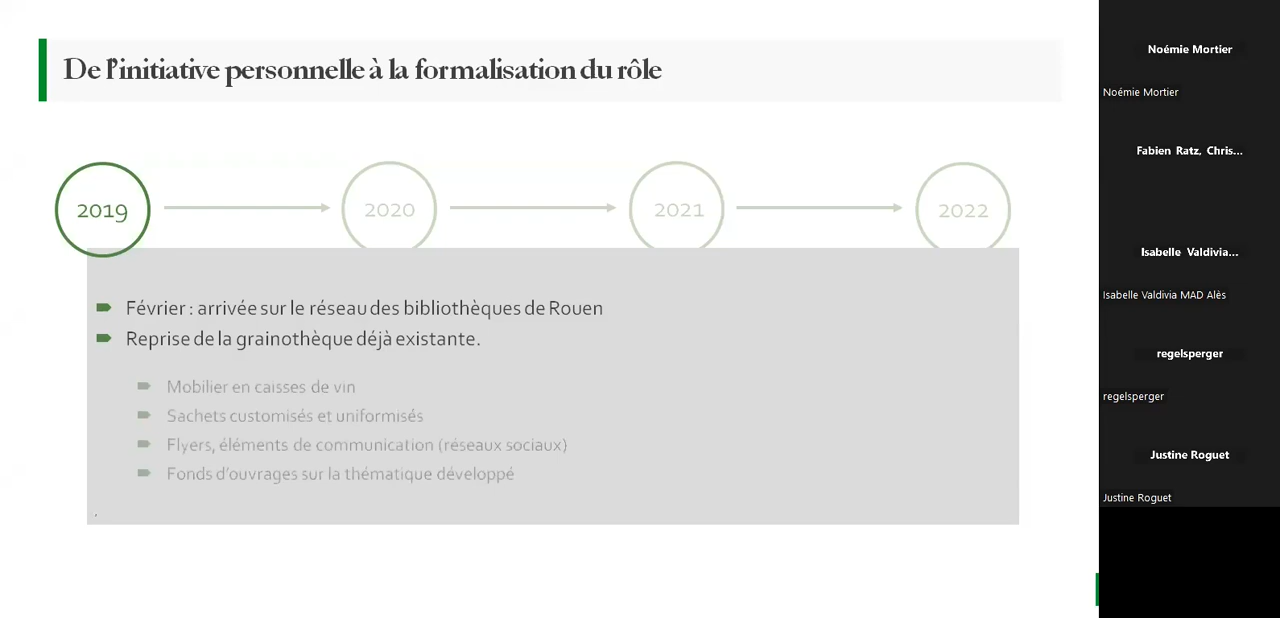 De l'initiative personnelle à la formalisation du rôle
2019
2020
2021
2022
Février : arrivée sur le réseau des bibliothèques de Rouen
Reprise de la grainothèque déjà existante.
Mobilier en caisses de vin
Sachets customisés et uniformisés
Flyers, éléments de communication (réseaux sociaux)
Fonds d'ouvrages sur la thématique développé
Noémie Mortier
Noémie Mortier
Fabien Ratz, Chris...
Isabelle Valdivia...
Isabelle Valdivia MAD Alès
regelsperger
regelsperger
Justine Roguet
Justine Roguet